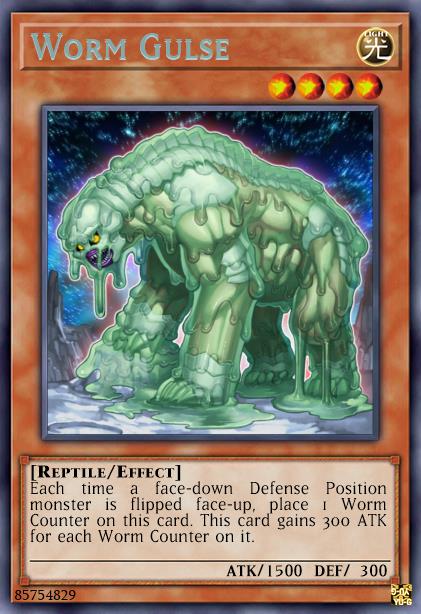 WORM GULSE
LIGHT
光
[REPTILE/EFFECT]
Each time a face-down Defense Position
monster is flipped face-up, place 1 Worm
Counter on this card. This card gains 300 ATK
for each Worm Counter on it.
ATK/1500 DEF/ 300
85754829